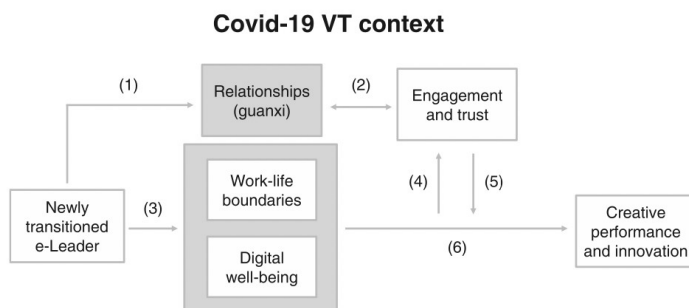 Covid-19 VT context
(1)
Relationships
(guanxi)
(2)
Engagement
and trust
Newly
transitioned
e-Leader
(3)
Work-life
boundaries
Digital
well-being
(4)
(5)
(6)
Creative
performance
and innovation